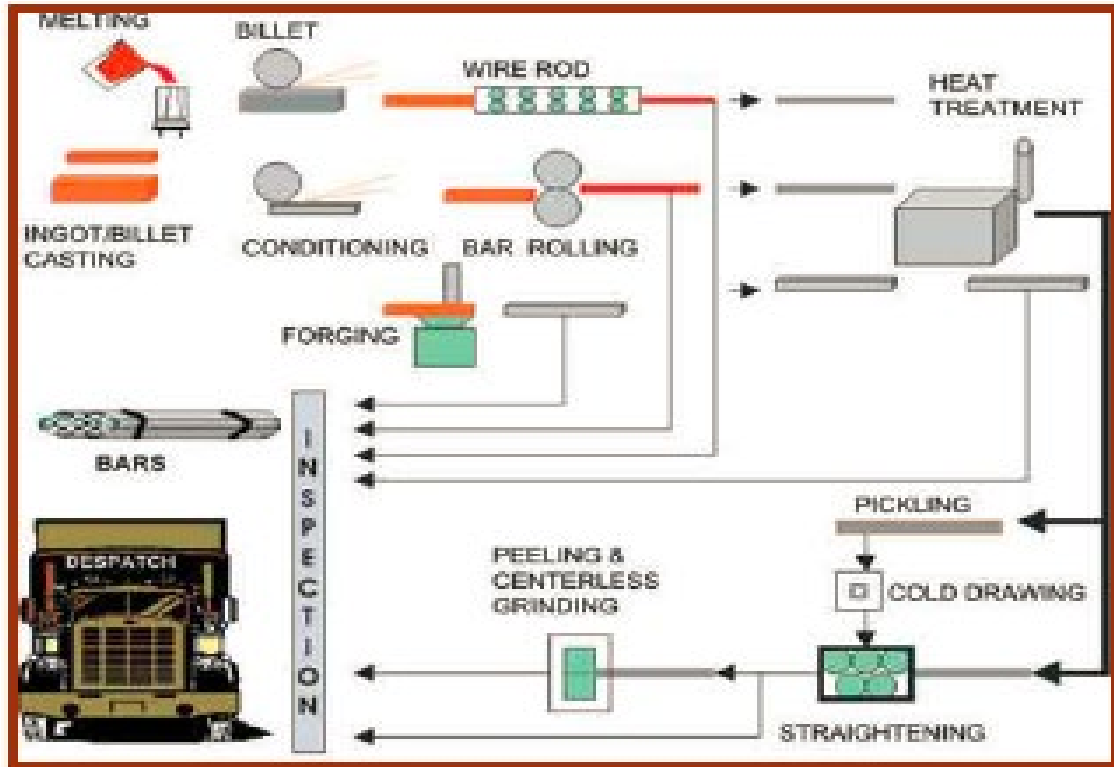 MELTING
BILLET
WIRE ROD
HEAT
TREATMENT
INGOT/BILLET
CASTING
CONDITIONING
BAR ROLLING
FORGING
BARS
INSPECTION
PICKLING
DESPATCH
PEELING &
CENTERLESS
GRINDING
COLD DRAWING
STRAIGHTENING